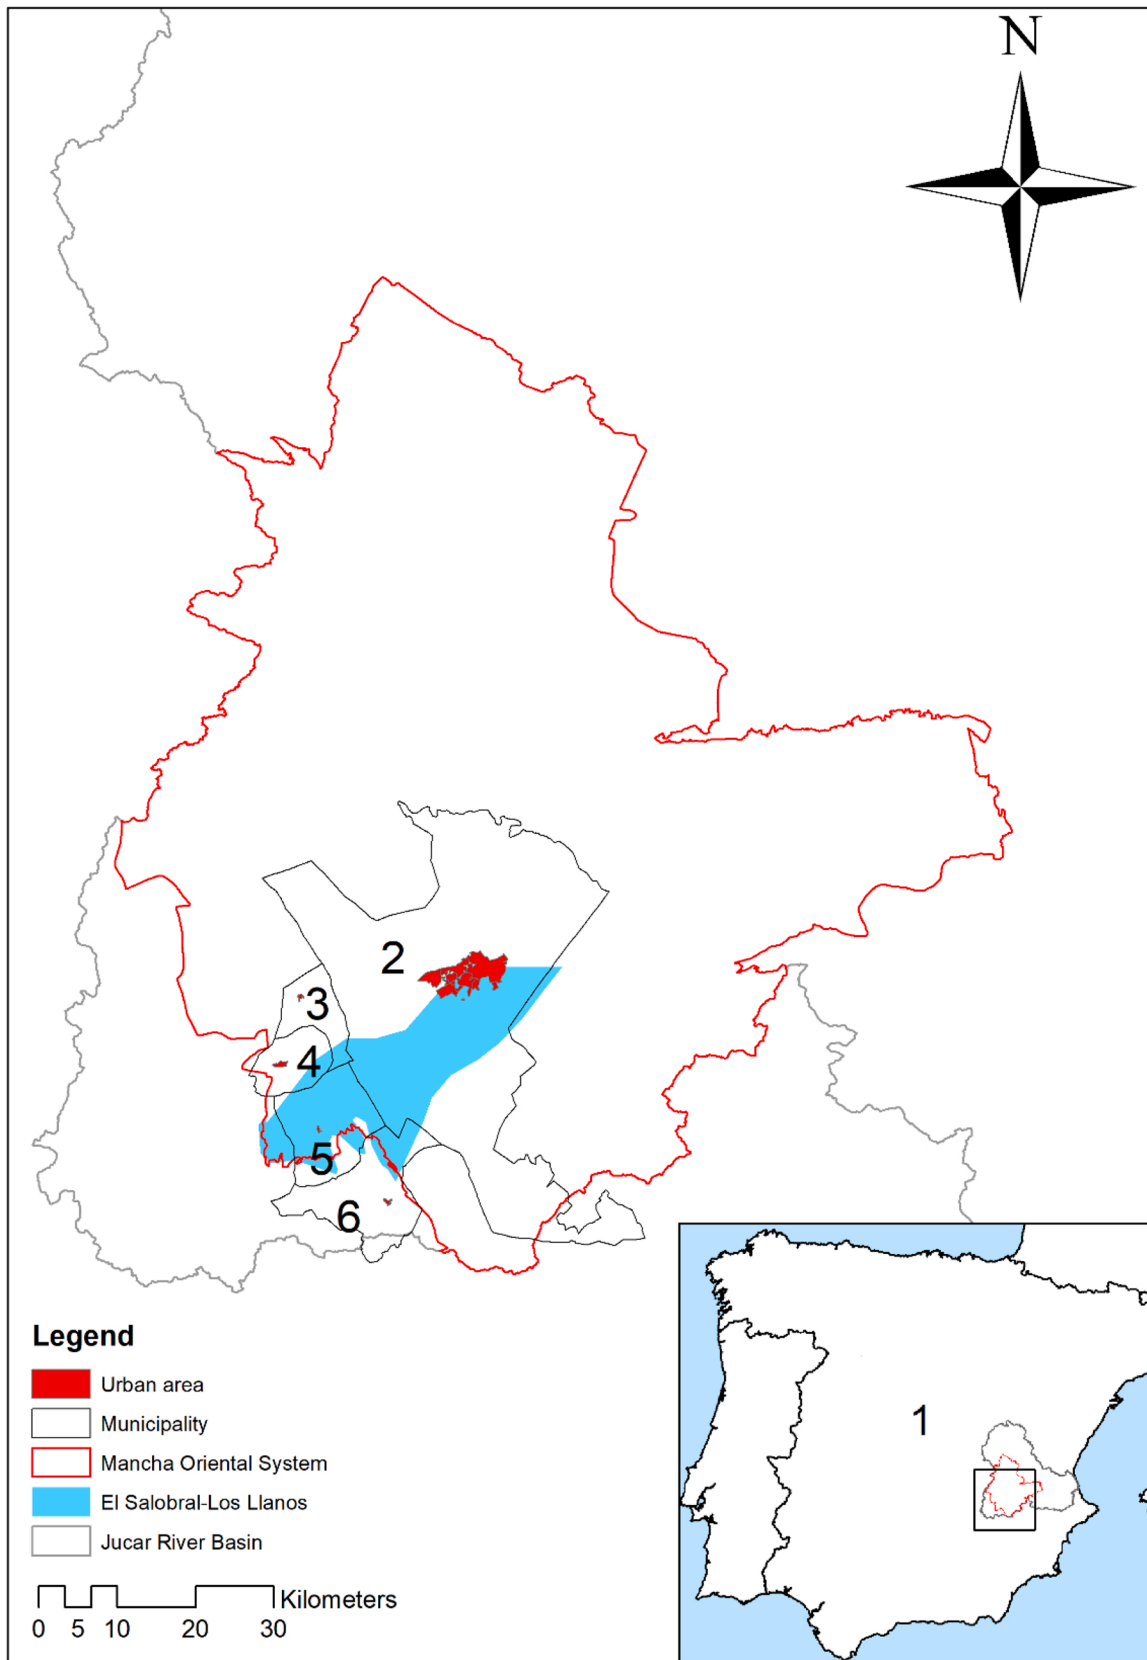 N
2
3
4
5
6
1
Legend
Urban area
Municipality
Mancha Oriental System
El Salobral-Los Llanos
Jucar River Basin
Kilometers
0 5 10 20 30